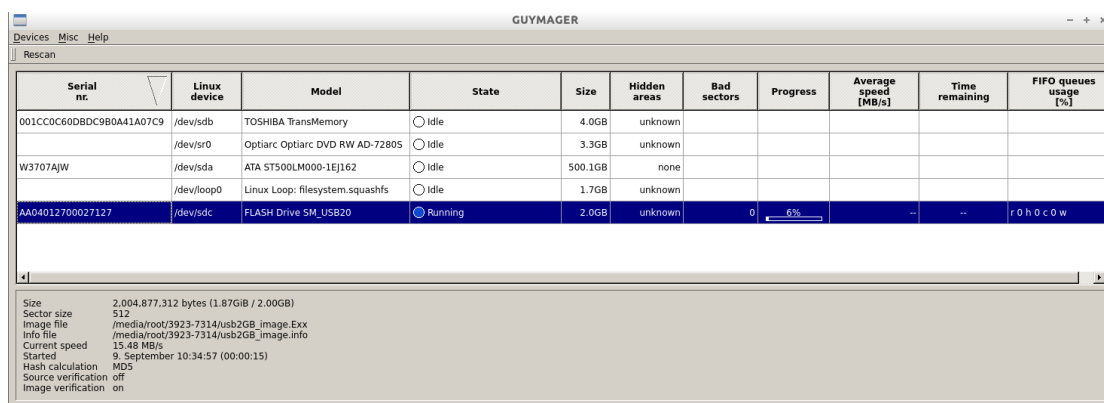 GUYMAGER
Devices Misc Help
Rescan
Serial nr. Linux device Model State Size Hidden areas Bad sectors Progress Average speed [MB/s] Time remaining FIFO queues usage [%]
001CC0C60DBDC9B0A41A07C9 /dev/sdb TOSHIBA TransMemory Idle 4.0GB unknown
/dev/sr0 Optiarc Optiarc DVD RW AD-7280S Idle 3.3GB unknown
W3707AJW /dev/sda ATA ST500LM000-1EJ162 Idle 500.1GB none
/dev/loop0 Linux Loop: filesystem.squashfs Idle 1.7GB unknown
AA04012700027127 /dev/sdc FLASH Drive SM_USB20 Running 2.0GB unknown 0 6% -- -- r 0 h 0 c 0 w
Size 2,004,877,312 bytes (1.87GiB / 2.00GB)
Sector size 512
Image file /media/root/3923-7314/usb2GB_image.Exx
Info file /media/root/3923-7314/usb2GB_image.info
Current speed 15.48 MB/s
Started 9. September 10:34:57 (00:00:15)
Hash calculation MD5
Source verification off
Image verification on